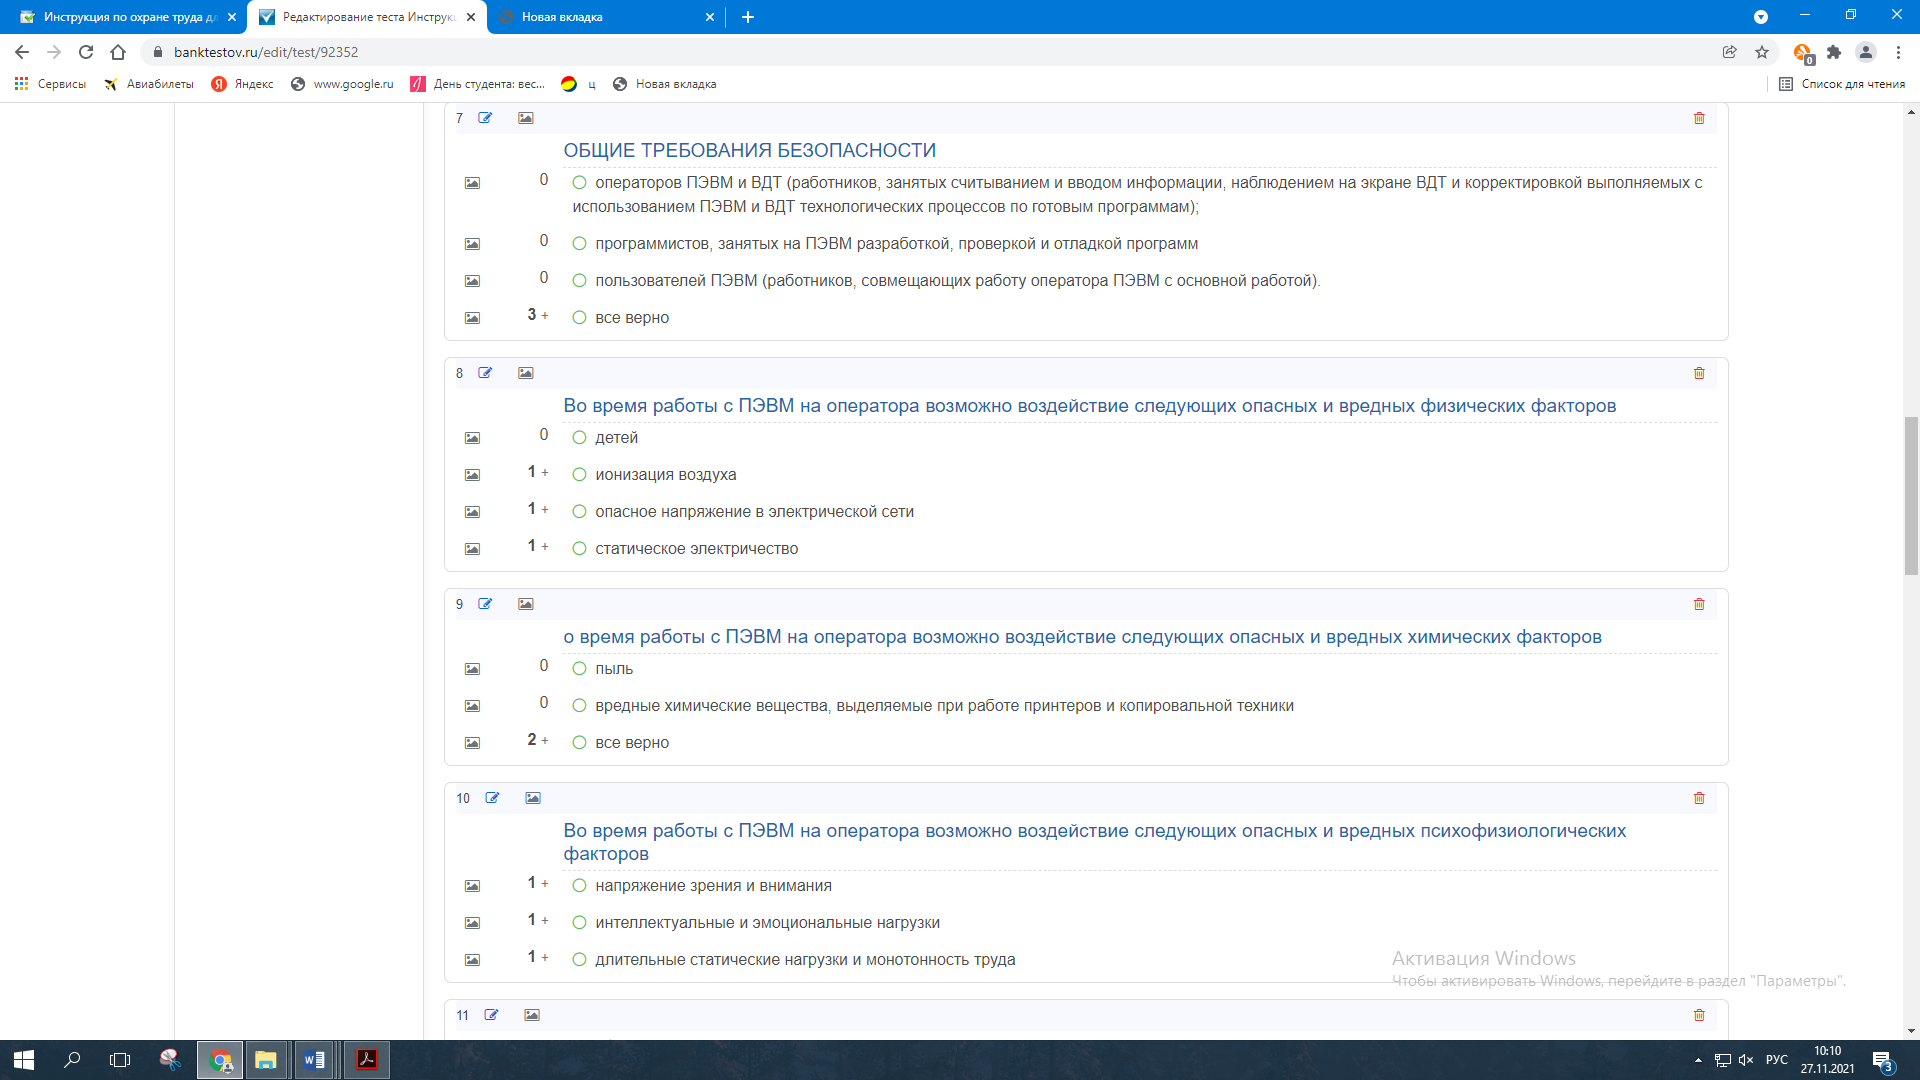 Инструкция по охране труда дл
Редактирование теста Инструкц
Новая вкладка
banktestov.ru/edit/test/92352
0
Сервисы
Авиабилеты
Яндекс
www.google.ru
День студента: вес...
ц
Новая вкладка
Список для чтения
7
ОБЩИЕ ТРЕБОВАНИЯ БЕЗОПАСНОСТИ
0 операторов ПЭВМ и ВДТ (работников, занятых считыванием и вводом информации, наблюдением на экране ВДТ и корректировкой выполняемых с
использованием ПЭВМ и ВДТ технологических процессов по готовым программам);
0 программистов, занятых на ПЭВМ разработкой, проверкой и отладкой программ
0 пользователей ПЭВМ (работников, совмещающих работу оператора ПЭВМ с основной работой).
3 + все верно
8
Во время работы с ПЭВМ на оператора возможно воздействие следующих опасных и вредных физических факторов
0 детей
1 + ионизация воздуха
1 + опасное напряжение в электрической сети
1 + статическое электричество
9
о время работы с ПЭВМ на оператора возможно воздействие следующих опасных и вредных химических факторов
0 пыль
0 вредные химические вещества, выделяемые при работе принтеров и копировальной техники
2 + все верно
10
Во время работы с ПЭВМ на оператора возможно воздействие следующих опасных и вредных психофизиологических
факторов
1 + напряжение зрения и внимания
1 + интеллектуальные и эмоциональные нагрузки
1 + длительные статические нагрузки и монотонность труда
Активация Windows
Чтобы активировать Windows, перейдите в раздел "Параметры".
11
РУС
10:10
27.11.2021
3